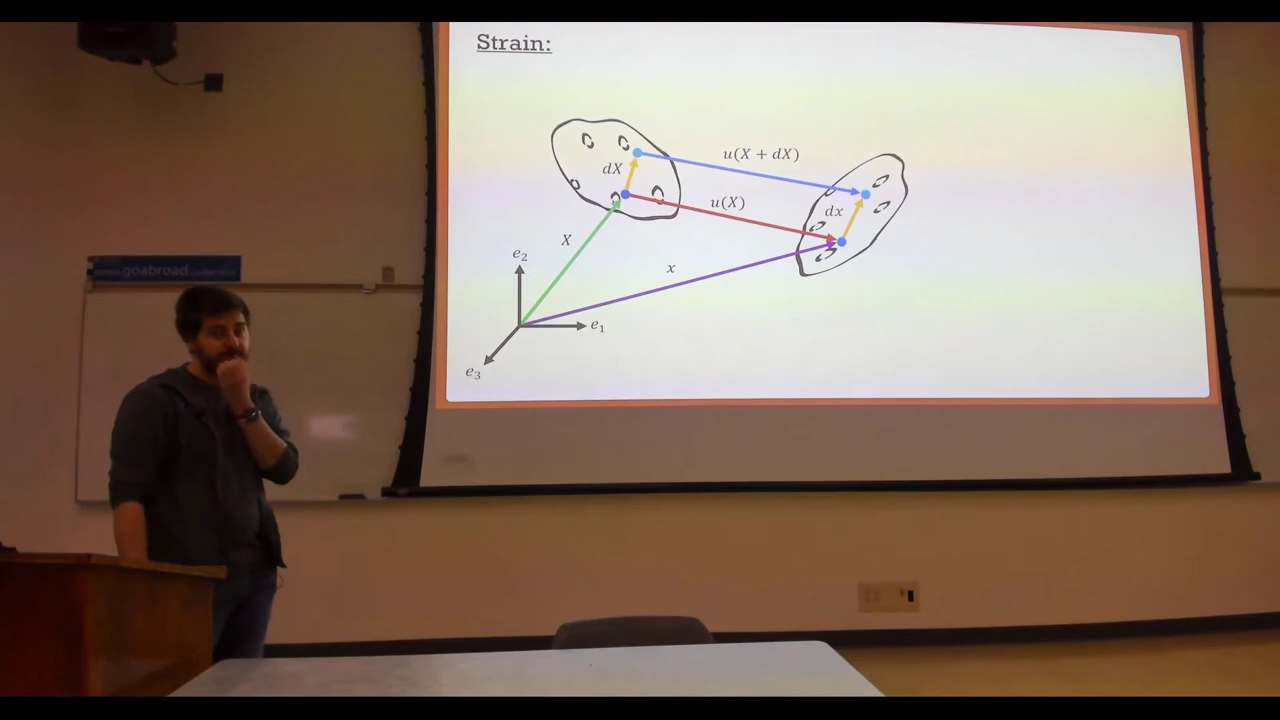 Strain:
u(X + dX)
dX
u(X)
dx
X
x
e₂
e₁
e₃
goabroad